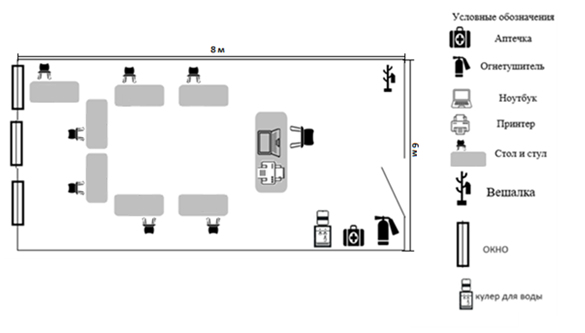 8 м
6 м
Условные обозначения
Аптечка
Огнетушитель
Ноутбук
Принтер
Стол и стул
Вешалка
ОКНО
кулер для воды